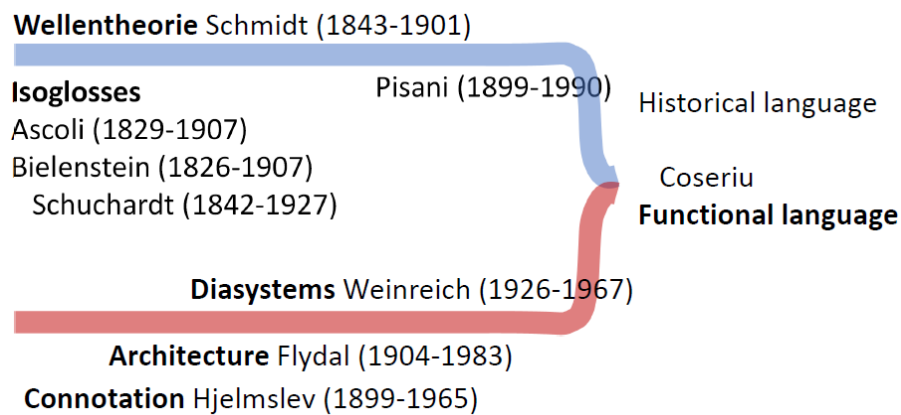 Wellentheorie Schmidt (1843-1901)
Isoglosses
Pisani (1899-1990)
Historical language
Ascoli (1829-1907)
Bielenstein (1826-1907)
Coseriu
Schuchardt (1842-1927)
Functional language
Diasystems Weinreich (1926-1967)
Architecture Flydal (1904-1983)
Connotation Hjelmslev (1899-1965)